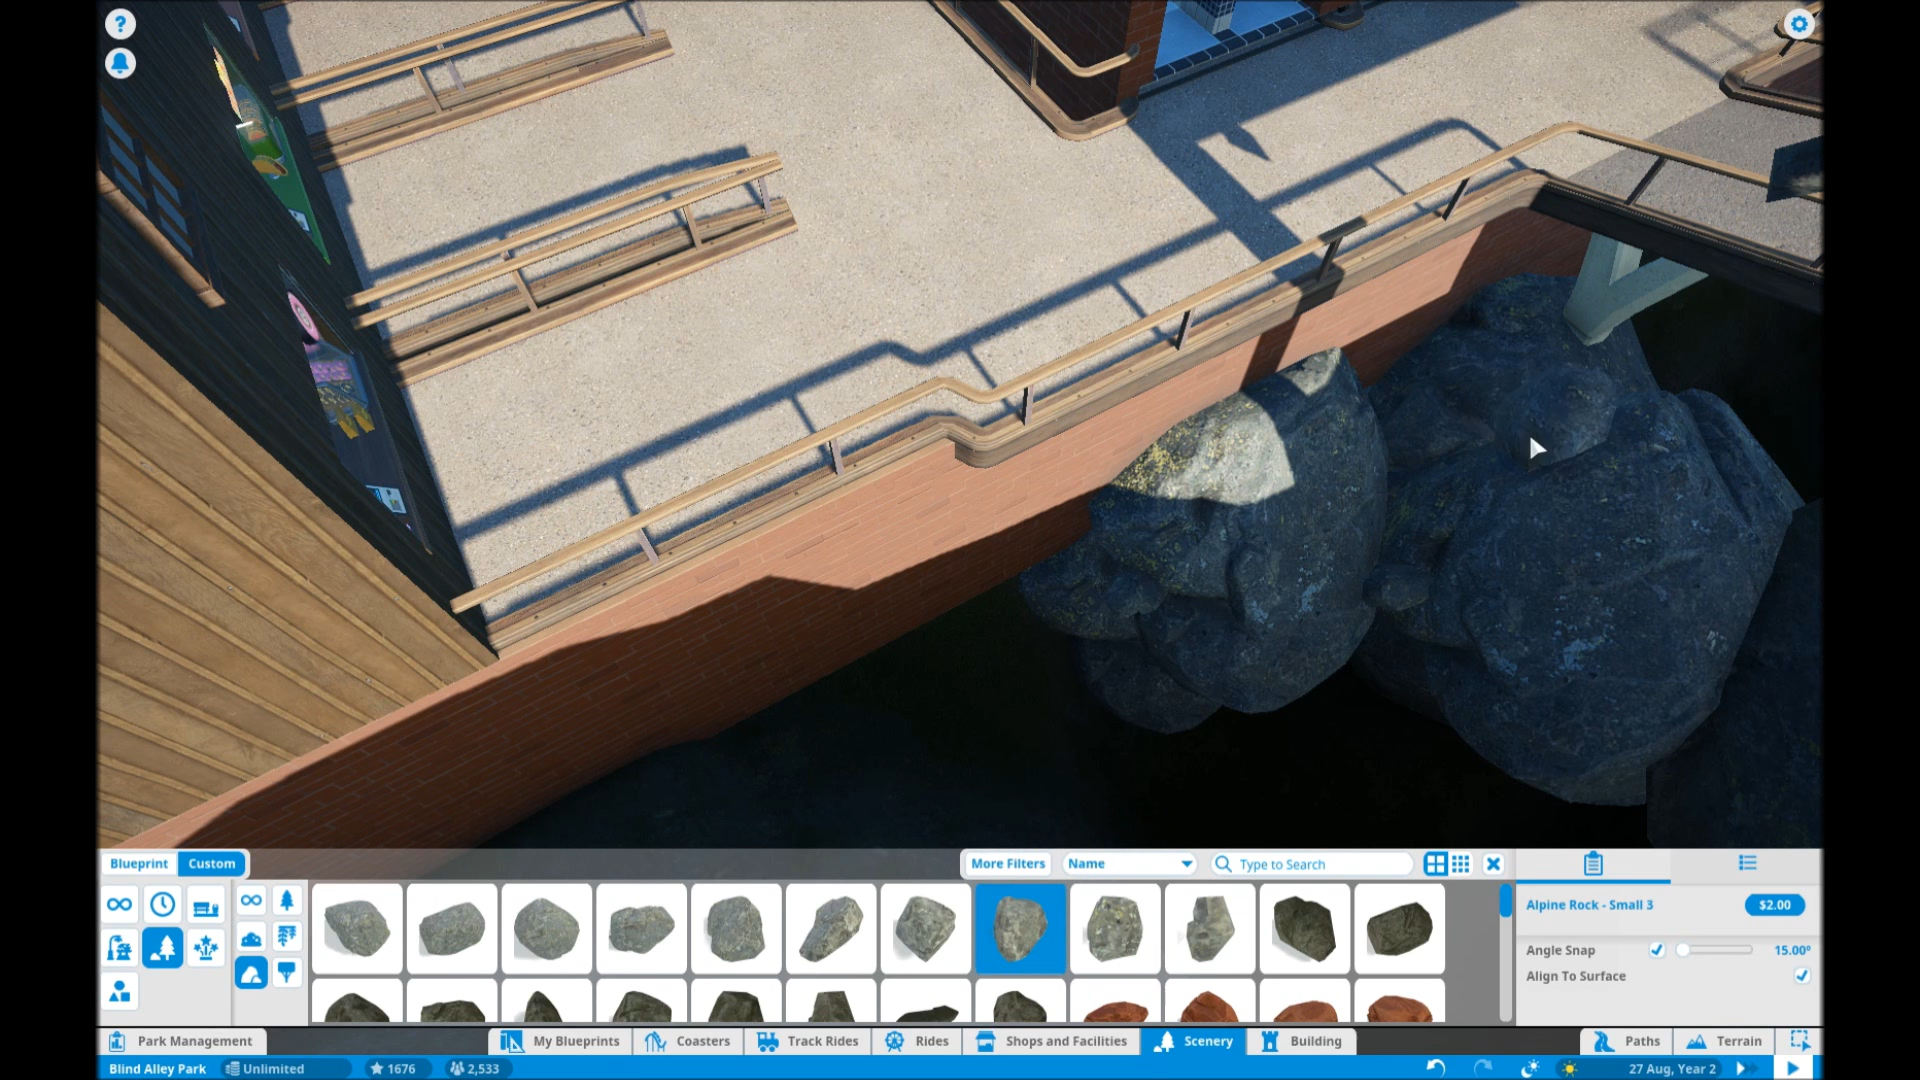 ?
Blueprint Custom More Filters Name Type to Search
Alpine Rock - Small 3 $2.00
Angle Snap 15.00°
Align To Surface
Park Management My Blueprints Coasters Track Rides Rides Shops and Facilities Scenery Building Paths Terrain
Blind Alley Park Unlimited 1676 2,533 27 Aug, Year 2